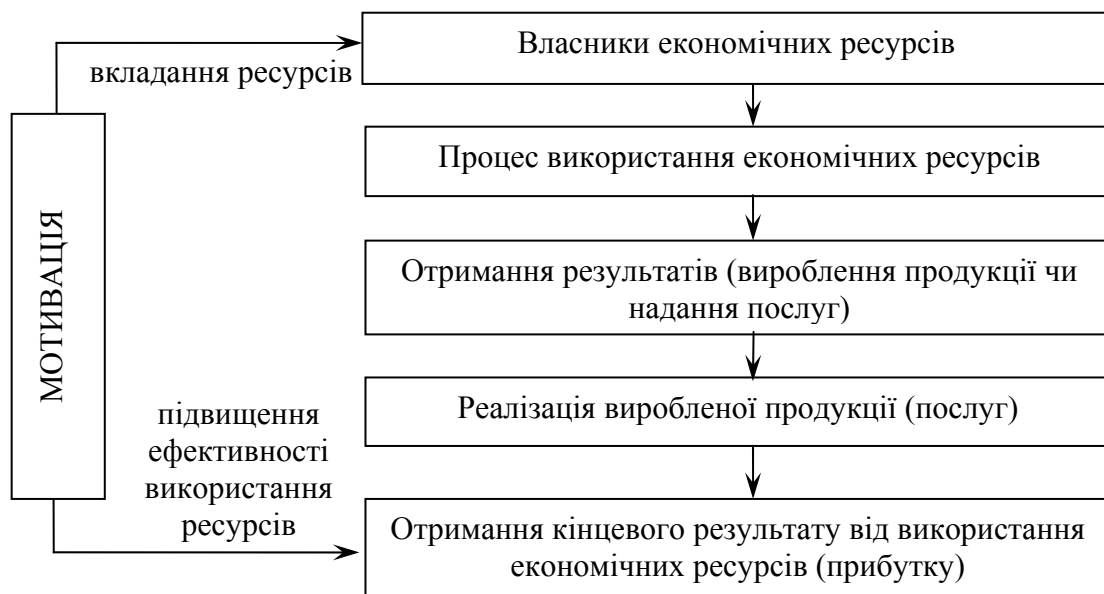 Власники економічних ресурсів
вкладання ресурсів
Процес використання економічних ресурсів
МОТИВАЦІЯ
Отримання результатів (вироблення продукції чи
надання послуг)
Реалізація виробленої продукції (послуг)
підвищення
ефективності
використання
ресурсів
Отримання кінцевого результату від використання
економічних ресурсів (прибутку)